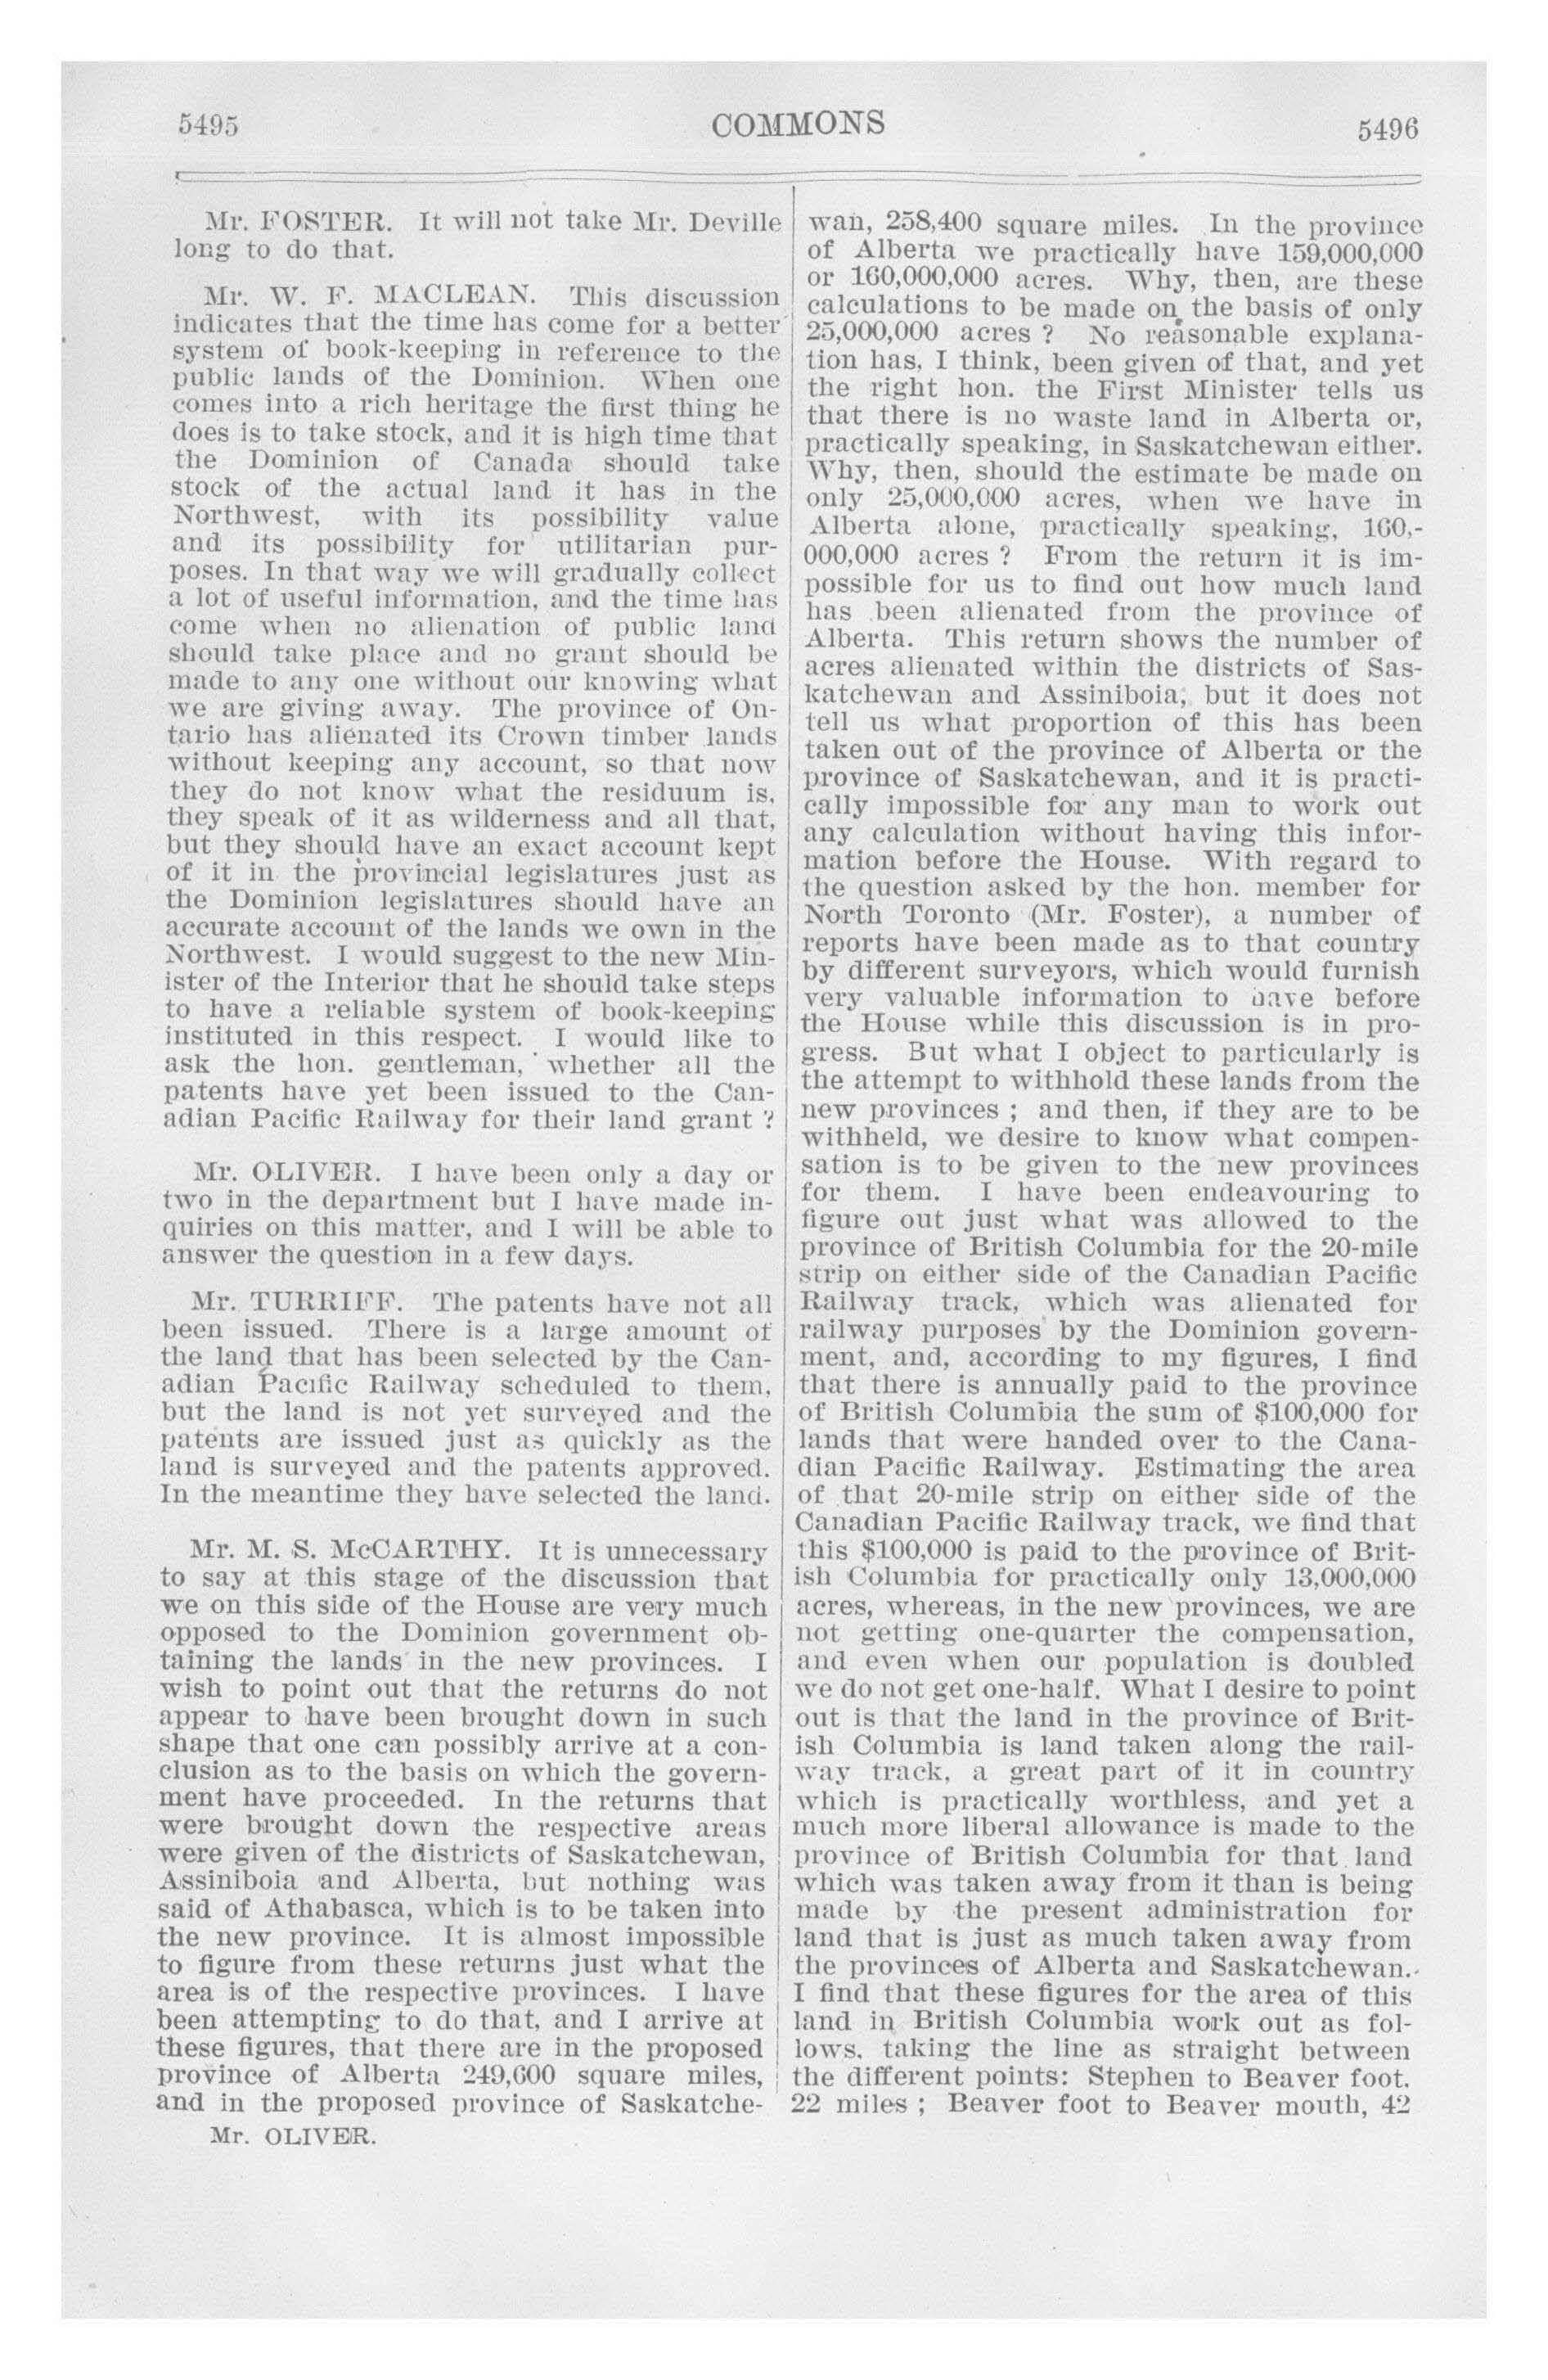 5495
COMMONS
5496
Mr. FOSTER. It will not take Mr. Deville
long to do that.
Mr. W. F. MACLEAN. This discussion
indicates that the time has come for a better
system of book-keeping in reference to the
public lands of the Dominion. When one
comes into a rich heritage the first thing he
does is to take stock, and it is high time that
the Dominion of Canada should take
stock of the actual land it has in the
Northwest, with its possibility value
and its possibility for utilitarian pur-
poses. In that way we will gradually collect
a lot of useful information, and the time has
come when no alienation of public land
should take place and no grant should be
made to any one without our knowing what
we are giving away. The province of On-
tario has alienated its Crown timber lands
without keeping any account, so that now
they do not know what the residuum is,
they speak of it as wilderness and all that,
but they should have an exact account kept
of it in the provincial legislatures just as
the Dominion legislatures should have an
accurate account of the lands we own in the
Northwest. I would suggest to the new Min-
ister of the Interior that he should take steps
to have a reliable system of book-keeping
instituted in this respect. I would like to
ask the hon. gentleman, whether all the
patents have yet been issued to the Can-
adian Pacific Railway for their land grant ?
Mr. OLIVER. I have been only a day or
two in the department but I have made in-
quiries on this matter, and I will be able to
answer the question in a few days.
Mr. TURRIFF. The patents have not all
been issued. There is a large amount of
the land that has been selected by the Can-
adian Pacific Railway scheduled to them,
but the land is not yet surveyed and the
patents are issued just as quickly as the
land is surveyed and the patents approved.
In the meantime they have selected the land.
Mr. M. S. McCARTHY. It is unnecessary
to say at this stage of the discussion that
we on this side of the House are very much
opposed to the Dominion government ob-
taining the lands in the new provinces. I
wish to point out that the returns do not
appear to have been brought down in such
shape that one can possibly arrive at a con-
clusion as to the basis on which the govern-
ment have proceeded. In the returns that
were brought down the respective areas
were given of the districts of Saskatchewan,
Assiniboia and Alberta, but nothing was
said of Athabasca, which is to be taken into
the new province. It is almost impossible
to figure from these returns just what the
area is of the respective provinces. I have
been attempting to do that, and I arrive at
these figures, that there are in the proposed
province of Alberta 249,600 square miles,
and in the proposed province of Saskatche-
Mr. OLIVER.
wan, 258,400 square miles. In the province
of Alberta we practically have 159,000,000
or 160,000,000 acres. Why, then, are these
calculations to be made on the basis of only
25,000,000 acres ? No reasonable explana-
tion has, I think, been given of that, and yet
the right hon. the First Minister tells us
that there is no waste land in Alberta or,
practically speaking, in Saskatchewan either.
Why, then, should the estimate be made on
only 25,000,000 acres, when we have in
Alberta alone, practically speaking, 160,-
000,000 acres ? From the return it is im-
possible for us to find out how much land
has been alienated from the province of
Alberta. This return shows the number of
acres alienated within the districts of Sas-
katchewan and Assiniboia, but it does not
tell us what proportion of this has been
taken out of the province of Alberta or the
province of Saskatchewan, and it is practi-
cally impossible for any man to work out
any calculation without having this infor-
mation before the House. With regard to
the question asked by the hon. member for
North Toronto (Mr. Foster), a number of
reports have been made as to that country
by different surveyors, which would furnish
very valuable information to have before
the House while this discussion is in pro-
gress. But what I object to particularly is
the attempt to withhold these lands from the
new provinces ; and then, if they are to be
withheld, we desire to know what compen-
sation is to be given to the new provinces
for them. I have been endeavouring to
figure out just what was allowed to the
province of British Columbia for the 20-mile
strip on either side of the Canadian Pacific
Railway track, which was alienated for
railway purposes by the Dominion govern-
ment, and, according to my figures, I find
that there is annually paid to the province
of British Columbia the sum of $100,000 for
lands that were handed over to the Cana-
dian Pacific Railway. Estimating the area
of that 20-mile strip on either side of the
Canadian Pacific Railway track, we find that
this $100,000 is paid to the province of Brit-
ish Columbia for practically only 13,000,000
acres, whereas, in the new provinces, we are
not getting one-quarter the compensation,
and even when our population is doubled
we do not get one-half. What I desire to point
out is that the land in the province of Brit-
ish Columbia is land taken along the rail-
way track, a great part of it in country
which is practically worthless, and yet a
much more liberal allowance is made to the
province of British Columbia for that land
which was taken away from it than is being
made by the present administration for
land that is just as much taken away from
the provinces of Alberta and Saskatchewan.
I find that these figures for the area of this
land in British Columbia work out as fol-
lows, taking the line as straight between
the different points: Stephen to Beaver foot,
22 miles ; Beaver foot to Beaver mouth, 42